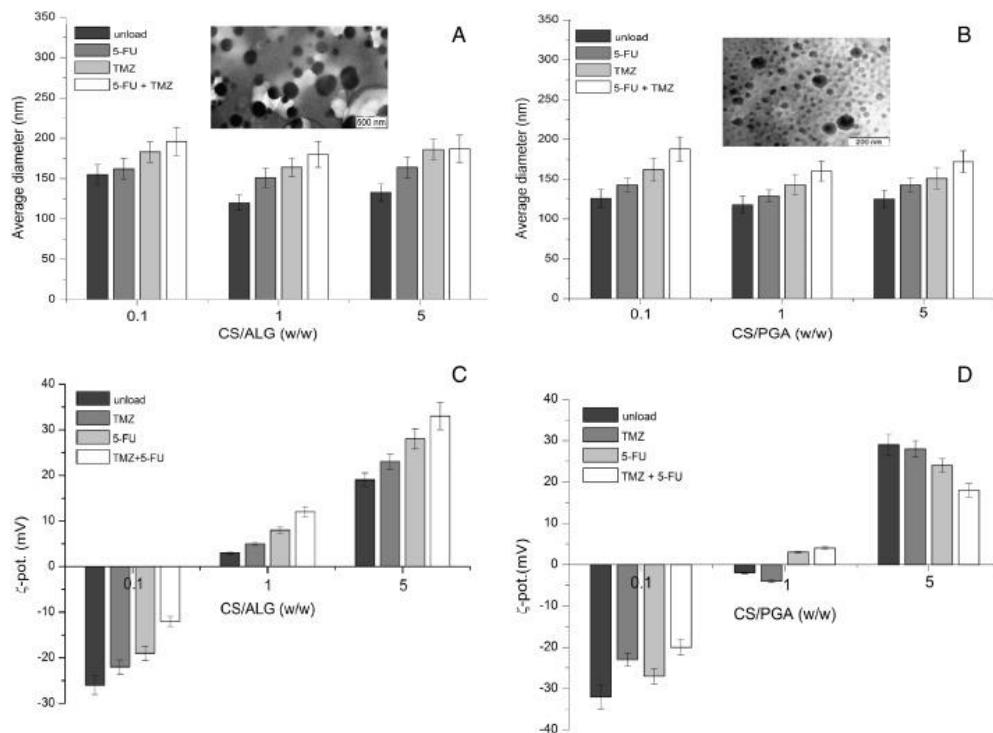 A
unload
5-FU
TMZ
5-FU + TMZ
500 nm
Average diameter (nm)
350
300
250
200
150
100
50
0
0.1
1
5
CS/ALG (w/w)
B
unload
5-FU
TMZ
5-FU + TMZ
200 nm
Average diameter (nm)
350
300
250
200
150
100
50
0
0.1
1
5
CS/PGA (w/w)
C
unload
TMZ
5-FU
TMZ+5-FU
ζ-pot. (mV)
40
30
20
10
0
-10
-20
-30
0.1
1
5
CS/ALG (w/w)
D
unload
TMZ
5-FU
TMZ + 5-FU
ζ-pot.(mV)
40
30
20
10
0
-10
-20
-30
-40
0.1
1
5
CS/PGA (w/w)